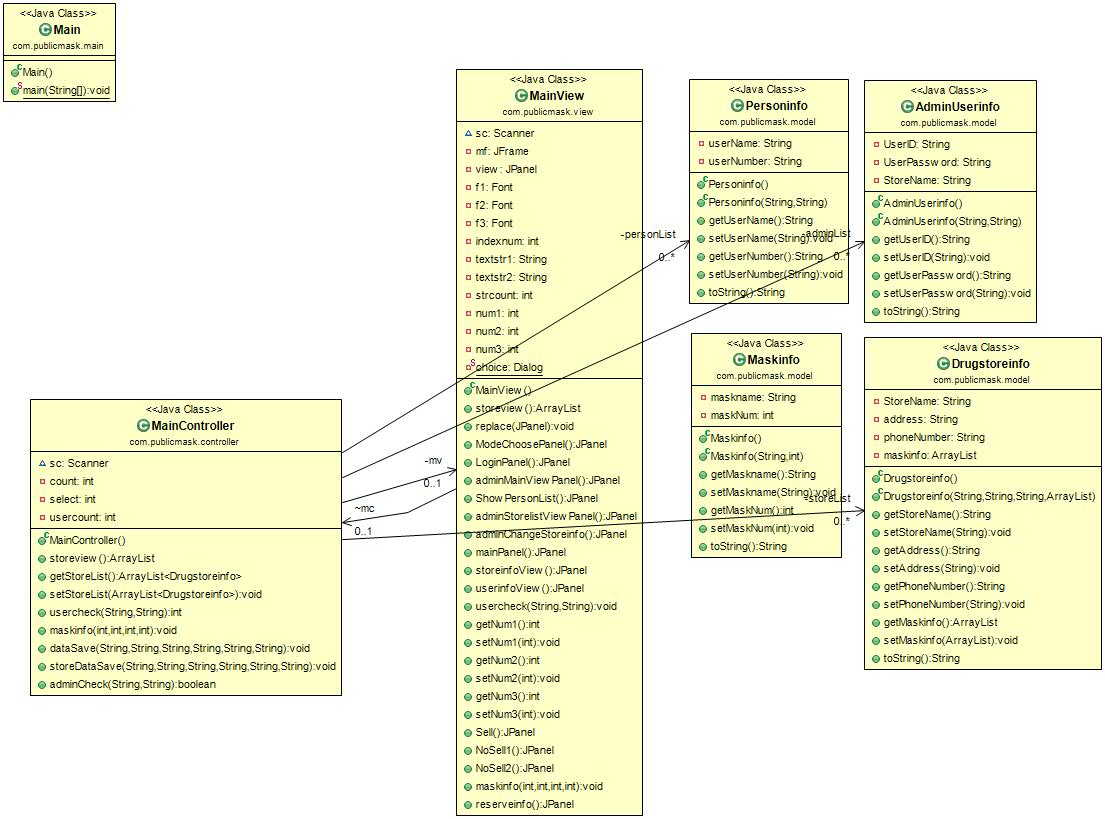 <<Java Class>>
Main
com.publicmask.main
Main()
main(String[]):void
<<Java Class>>
MainController
com.publicmask.controller
sc: Scanner
count: int
select: int
usercount: int
MainController()
storeview():ArrayList
getStoreList():ArrayList<Drugstoreinfo>
setStoreList(ArrayList<Drugstoreinfo>):void
usercheck(String,String):int
maskinfo(int,int,int,int):void
dataSave(String,String,String,String,String,String):void
storeDataSave(String,String,String,String,String,String):void
adminCheck(String,String):boolean
-mv
0..1
~mc
0..1
<<Java Class>>
MainView
com.publicmask.view
sc: Scanner
mf: JFrame
view: JPanel
f1: Font
f2: Font
f3: Font
indexnum: int
textstr1: String
textstr2: String
strcount: int
num1: int
num2: int
num3: int
choice: Dialog
MainView()
storeview():ArrayList
replace(JPanel):void
ModeChoosePanel():JPanel
LoginPanel():JPanel
adminMainViewPanel():JPanel
ShowPersonList():JPanel
adminStorelistViewPanel():JPanel
adminChangeStoreinfo():JPanel
mainPanel():JPanel
storeinfoView():JPanel
userinfoView():JPanel
usercheck(String,String):void
getNum1():int
setNum1(int):void
getNum2():int
setNum2(int):void
getNum3():int
setNum3(int):void
Sell():JPanel
NoSell1():JPanel
NoSell2():JPanel
maskinfo(int,int,int,int):void
reserveinfo():JPanel
-personList
0..*
<<Java Class>>
Personinfo
com.publicmask.model
userName: String
userNumber: String
Personinfo()
Personinfo(String,String)
getUserName():String
setUserName(String):void
getUserNumber():String
setUserNumber(String):void
toString():String
-adminList
0..*
<<Java Class>>
AdminUserinfo
com.publicmask.model
UserID: String
UserPassword: String
StoreName: String
AdminUserinfo()
AdminUserinfo(String,String)
getUserID():String
setUserID(String):void
getUserPassword():String
setUserPassword(String):void
toString():String
<<Java Class>>
Maskinfo
com.publicmask.model
maskname: String
maskNum: int
Maskinfo()
Maskinfo(String,int)
getMaskname():String
setMaskname(String):void
getMaskNum():int
setMaskNum(int):void
toString():String
-storeList
0..*
<<Java Class>>
Drugstoreinfo
com.publicmask.model
StoreName: String
address: String
phoneNumber: String
maskinfo: ArrayList
Drugstoreinfo()
Drugstoreinfo(String,String,String,ArrayList)
getStoreName():String
setStoreName(String):void
getAddress():String
setAddress(String):void
getPhoneNumber():String
setPhoneNumber(String):void
getMaskinfo():ArrayList
setMaskinfo(ArrayList):void
toString():String